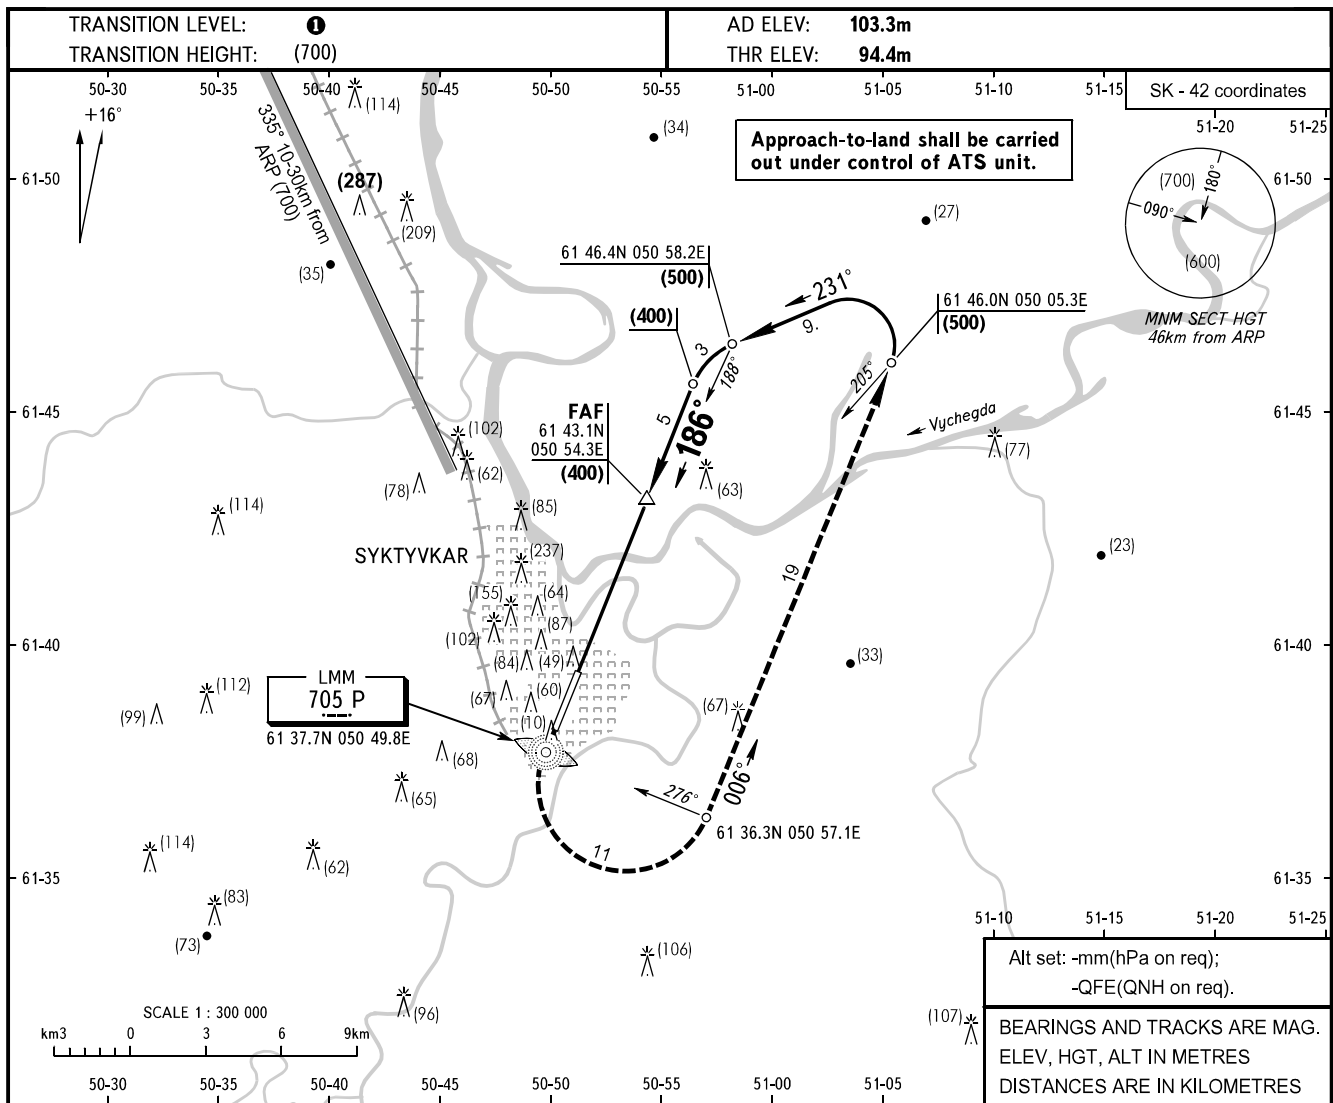 TRANSITION LEVEL: ❶
TRANSITION HEIGHT: (700)
AD ELEV: 103.3m
THR ELEV: 94.4m
50-30 50-35 50-40 50-45 50-50 50-55 51-00 51-05 51-10 51-15
SK - 42 coordinates
51-20 51-25
+16°
335° 10-30km from
ARP (700)
(114)
(34)
Approach-to-land shall be carried
out under control of ATS unit.
61-50
61-50
(287)
(209)
(35)
(27)
(700)
180°
090°
(600)
MNM SECT HGT
46km from ARP
61 46.4N 050 58.2E
(500)
231°
9.
61 46.0N 050 05.3E
(500)
(400)
3
188°
205°
61-45
61-45
5
186°
FAF
61 43.1N
050 54.3E
(400)
Vychegda
(102)
(62)
(78)
(77)
(63)
(114)
(85)
SYKTYVKAR
(237)
(23)
19
(155)
(64)
(102)
(87)
61-40
61-40
(84)
(49)
(33)
LMM
705 P
61 37.7N 050 49.8E
(112)
(99)
(67)
(60)
(10)
(67)
(68)
(65)
006°
276°
61 36.3N 050 57.1E
11
(114)
(62)
61-35
61-35
(83)
(73)
51-10 51-15 51-20 51-25
(106)
(96)
(107)
SCALE 1 : 300 000
km3 0 3 6 9km
Alt set: -mm(hPa on req);
-QFE(QNH on req).
BEARINGS AND TRACKS ARE MAG.
ELEV, HGT, ALT IN METRES
DISTANCES ARE IN KILOMETRES
50-30 50-35 50-40 50-45 50-50 50-55 51-00 51-05